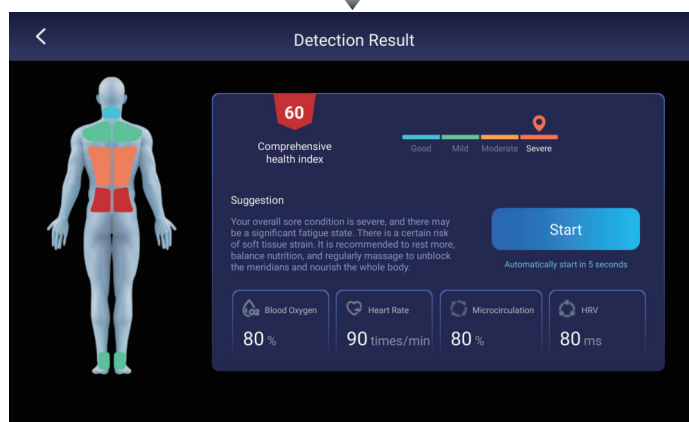 Detection Result
60
Comprehensive
health index
Good Mild Moderate Severe
Suggestion
Your overall sore condition is severe, and there may
be a significant fatigue state. There is a certain risk
of soft tissue strain. It is recommended to rest more,
balance nutrition, and regularly massage to unblock
the meridians and nourish the whole body.
Start
Automatically start in 5 seconds
O2 Blood Oxygen
80 %
Heart Rate
90 times/min
Microcirculation
80 %
HRV
80 ms